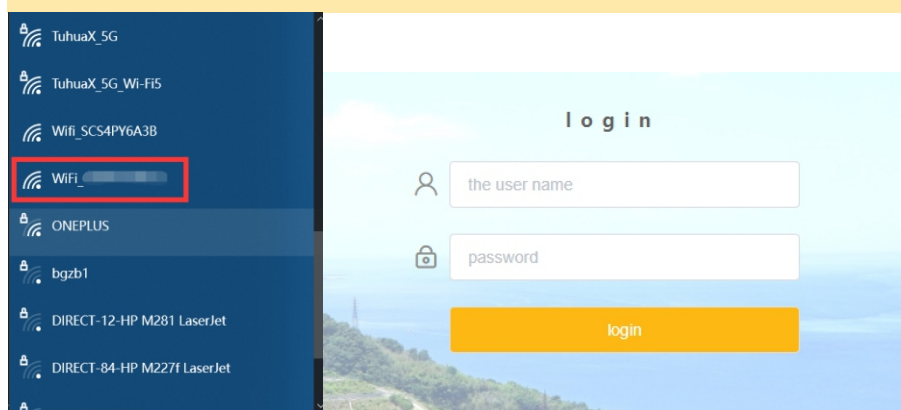 TuhuaX_5G
TuhuaX_5G_Wi-Fi5
Wifi_SCS4PY6A3B
WiFi_
ONEPLUS
bgzb1
DIRECT-12-HP M281 LaserJet
DIRECT-84-HP M227f LaserJet
login
the user name
password
login